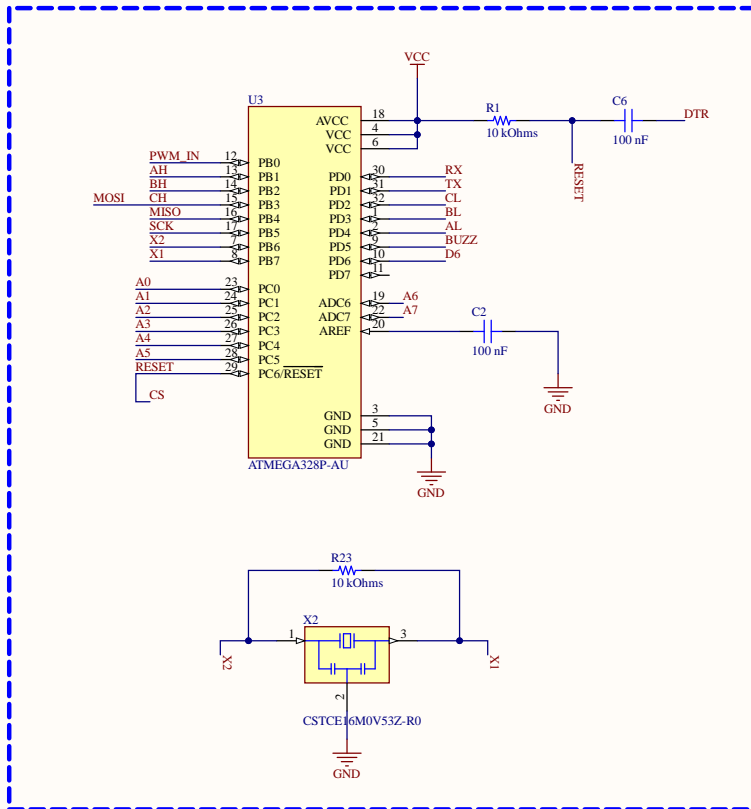 VCC
U3
R1
10 kOhms
C6
100 nF
DTR
RESET
AVCC 18
VCC 4
VCC 6
PWM_IN 12 PB0
AH 13 PB1
BH 14 PB2
MOSI CH 15 PB3
MISO 16 PB4
SCK 17 PB5
X2 7 PB6
X1 8 PB7
PD0 30 RX
PD1 31 TX
PD2 32 CL
PD3 1 BL
PD4 2 AL
PD5 9 BUZZ
PD6 10 D6
PD7 11
A0 23 PC0
A1 24 PC1
A2 25 PC2
A3 26 PC3
A4 27 PC4
A5 28 PC5
RESET 29 PC6/RESET
CS
ADC6 19 A6
ADC7 22 A7
AREF 20
C2
100 nF
GND
GND 3
GND 5
GND 21
GND
ATMEGA328P-AU
R23
10 kOhms
X2
1
3
2
X2
X1
CSTCE16M0V53Z-R0
GND